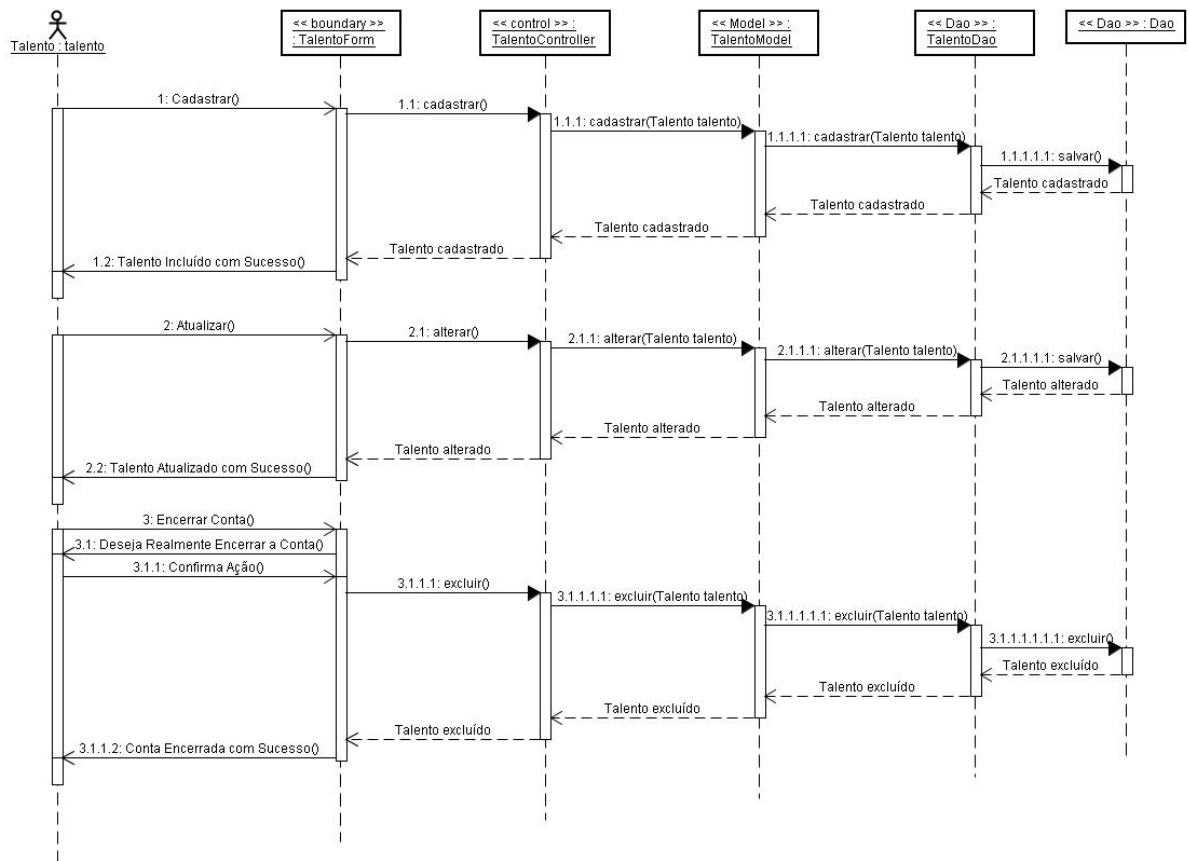 Talento : talento
<< boundary >>
: TalentoForm
<< control >> :
TalentoController
<< Model >> :
TalentoModel
<< Dao >> :
TalentoDao
<< Dao >> : Dao
1: Cadastrar()
1.1: cadastrar()
1.1.1: cadastrar(Talento talento)
1.1.1.1: cadastrar(Talento talento)
1.1.1.1.1: salvar()
Talento cadastrado
Talento cadastrado
Talento cadastrado
Talento cadastrado
1.2: Talento Incluído com Sucesso()
2: Atualizar()
2.1: alterar()
2.1.1: alterar(Talento talento)
2.1.1.1: alterar(Talento talento)
2.1.1.1.1: salvar()
Talento alterado
Talento alterado
Talento alterado
Talento alterado
2.2: Talento Atualizado com Sucesso()
3: Encerrar Conta()
3.1: Deseja Realmente Encerrar a Conta()
3.1.1: Confirma Ação()
3.1.1.1: excluir()
3.1.1.1.1: excluir(Talento talento)
3.1.1.1.1.1: excluir(Talento talento)
3.1.1.1.1.1.1: excluir()
Talento excluído
Talento excluído
Talento excluído
Talento excluído
3.1.1.2: Conta Encerrada com Sucesso()